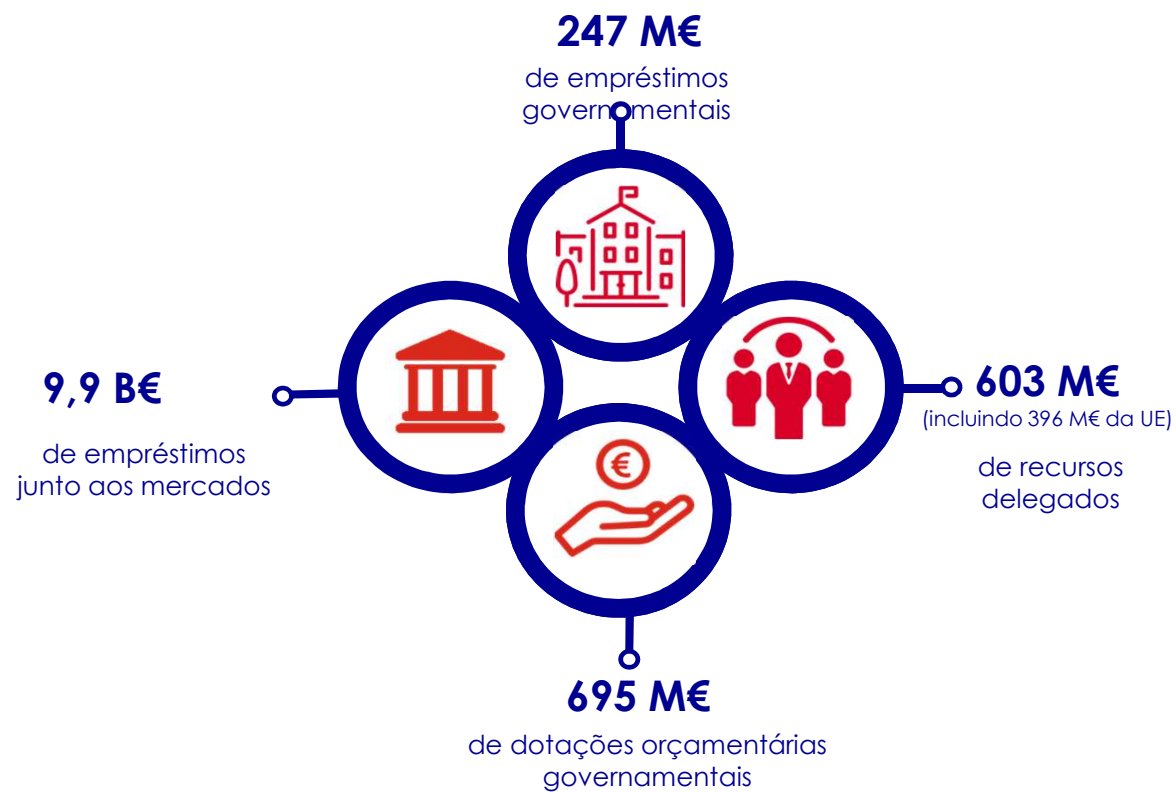 247 M€
de empréstimos
governamentais
9,9 B€
de empréstimos
junto aos mercados
603 M€
(incluindo 396 M€ da UE)
de recursos
delegados
€
695 M€
de dotações orçamentárias
governamentais